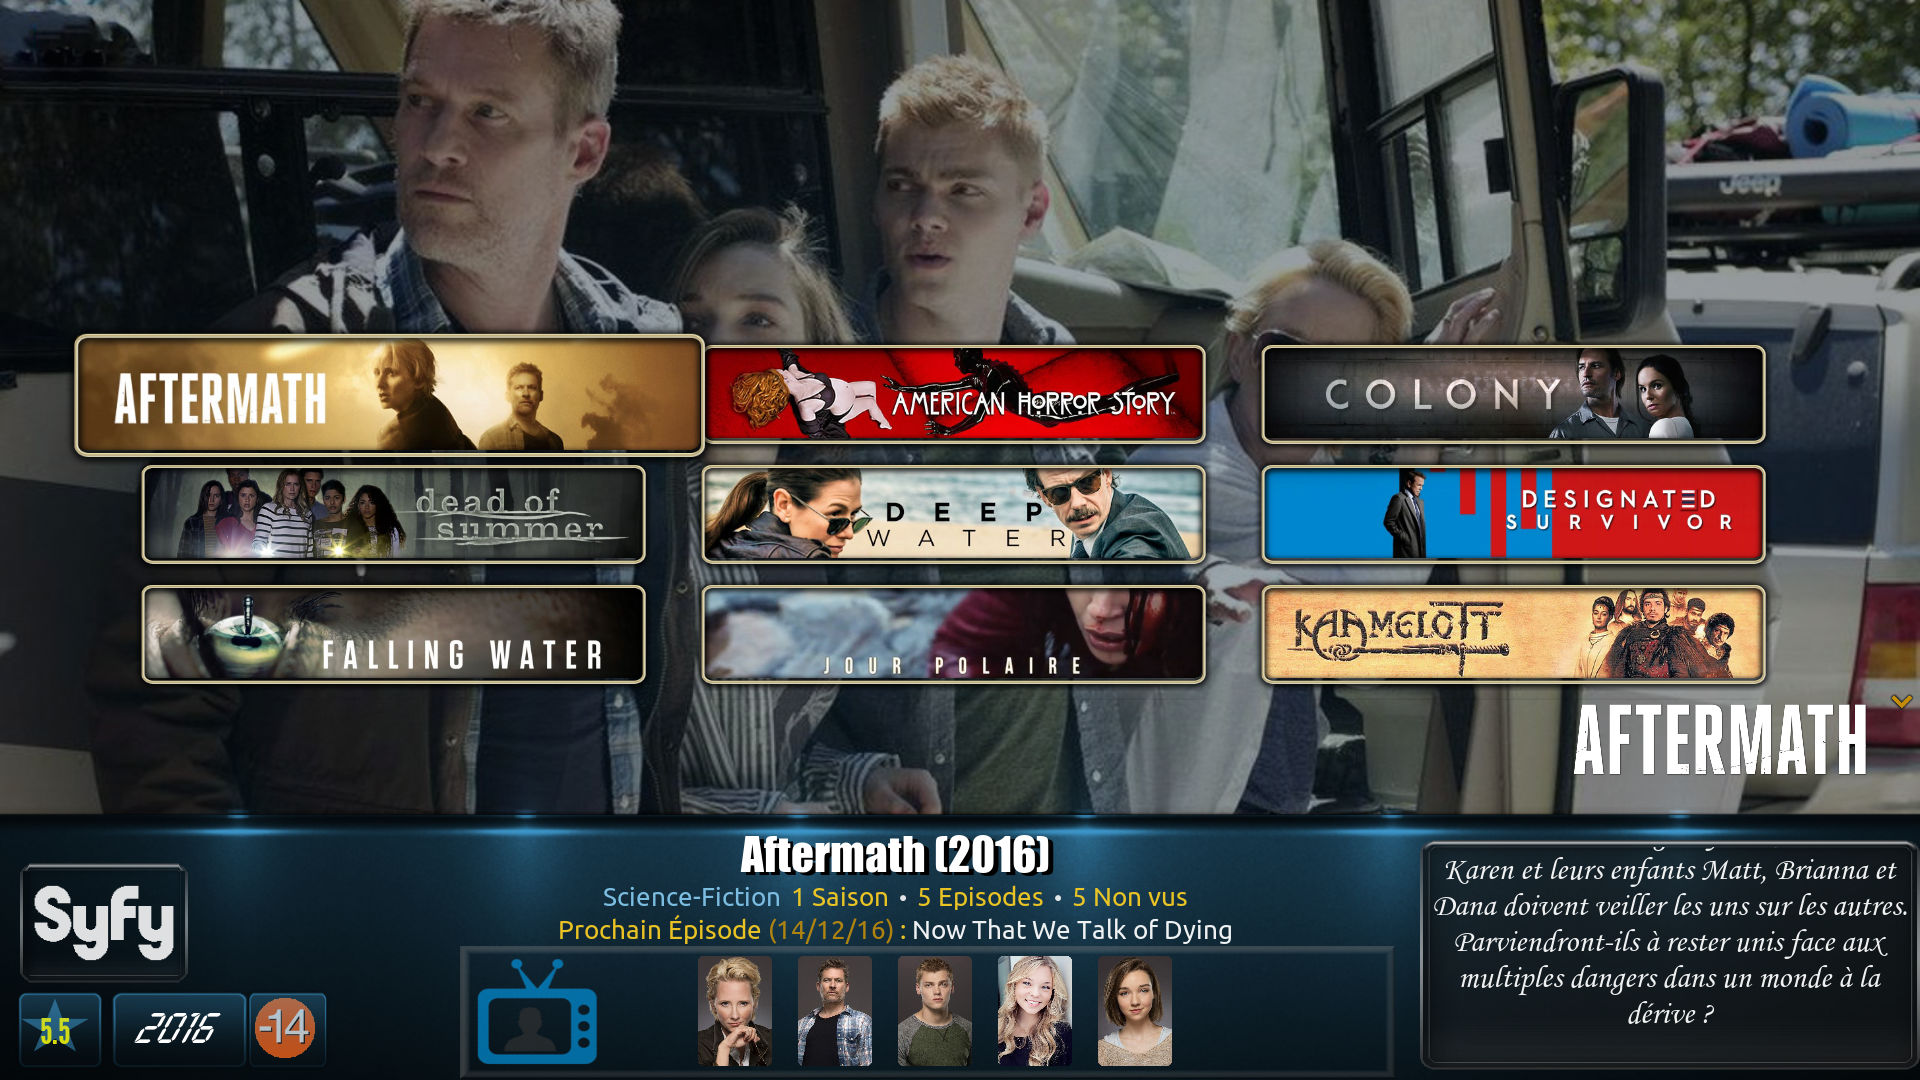 Jeep
AFTERMATH
AMERICAN HORROR STORY
COLONY
dead of
summer
DEEP
WATER
DESIGNATED
SURVIVOR
FALLING WATER
JOUR POLAIRE
KAAMELOTT
AFTERMATH
Aftermath (2016)
Science-Fiction 1 Saison • 5 Episodes • 5 Non vus
Prochain Épisode (14/12/16) : Now That We Talk of Dying
Syfy
5.5
2016
-14
Karen et leurs enfants Matt, Brianna et
Dana doivent veiller les uns sur les autres.
Parviendront-ils à rester unis face aux
multiples dangers dans un monde à la
dérive ?